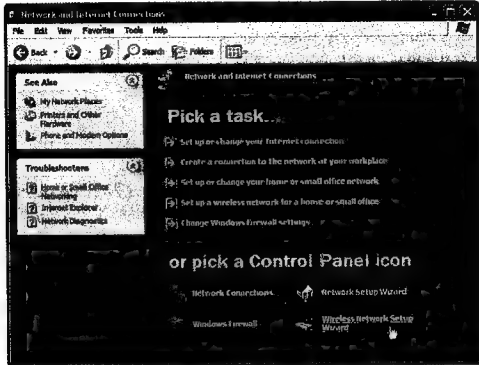 Network and Internet Connections
File Edit View Favorites Tools Help
Back Search Folders
See Also
My Network Places
Printers and Other
Hardware
Phone and Modem Options
Troubleshooters
Home or Small Office
Networking
Internet Explorer
Network Diagnostics
Network and Internet Connections
Pick a task...
Set up or change your Internet connection
Create a connection to the network at your workplace
Set up or change your home or small office network
Set up a wireless network for a home or small office
Change Windows Firewall settings
or pick a Control Panel icon
Network Connections
Network Setup Wizard
Windows Firewall
Wireless Network Setup
Wizard